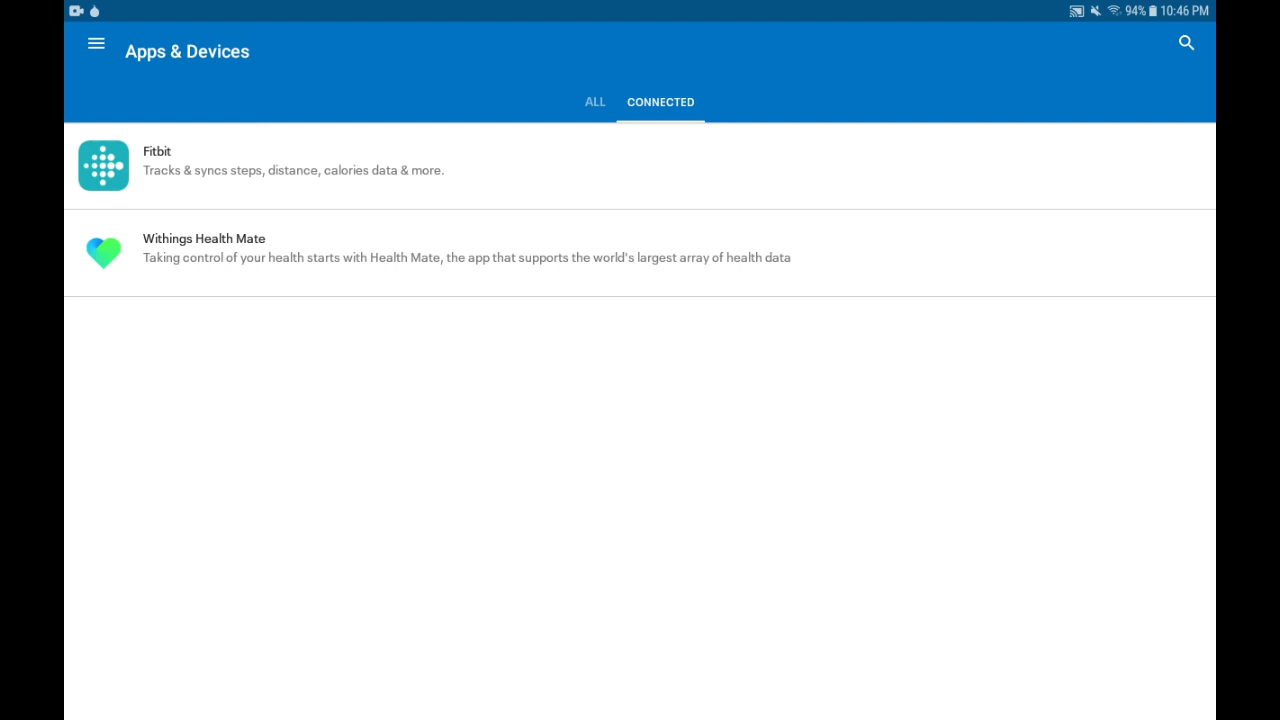 94% 10:46 PM
Apps & Devices
ALL CONNECTED
Fitbit
Tracks & syncs steps, distance, calories data & more.
Withings Health Mate
Taking control of your health starts with Health Mate, the app that supports the world's largest array of health data